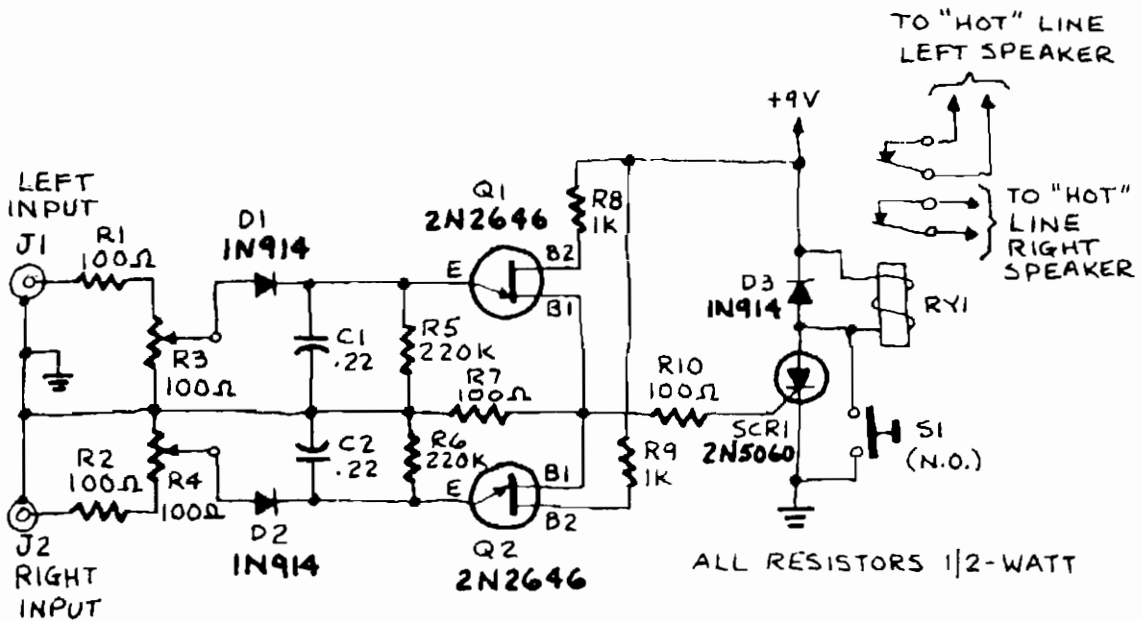 TO "HOT" LINE
LEFT SPEAKER
+9V
LEFT
INPUT
J1
R1
100Ω
D1
1N914
Q1
2N2646
R8
1K
B2
E
B1
TO "HOT"
LINE
RIGHT
SPEAKER
D3
1N914
RY1
R3
100Ω
C1
.22
R5
220K
R7
100Ω
R10
100Ω
SCR1
2N5060
S1
(N.O.)
R2
100Ω
R4
100Ω
C2
.22
R6
220K
R9
1K
E
B1
B2
J2
RIGHT
INPUT
D2
1N914
Q2
2N2646
ALL RESISTORS 1/2-WATT